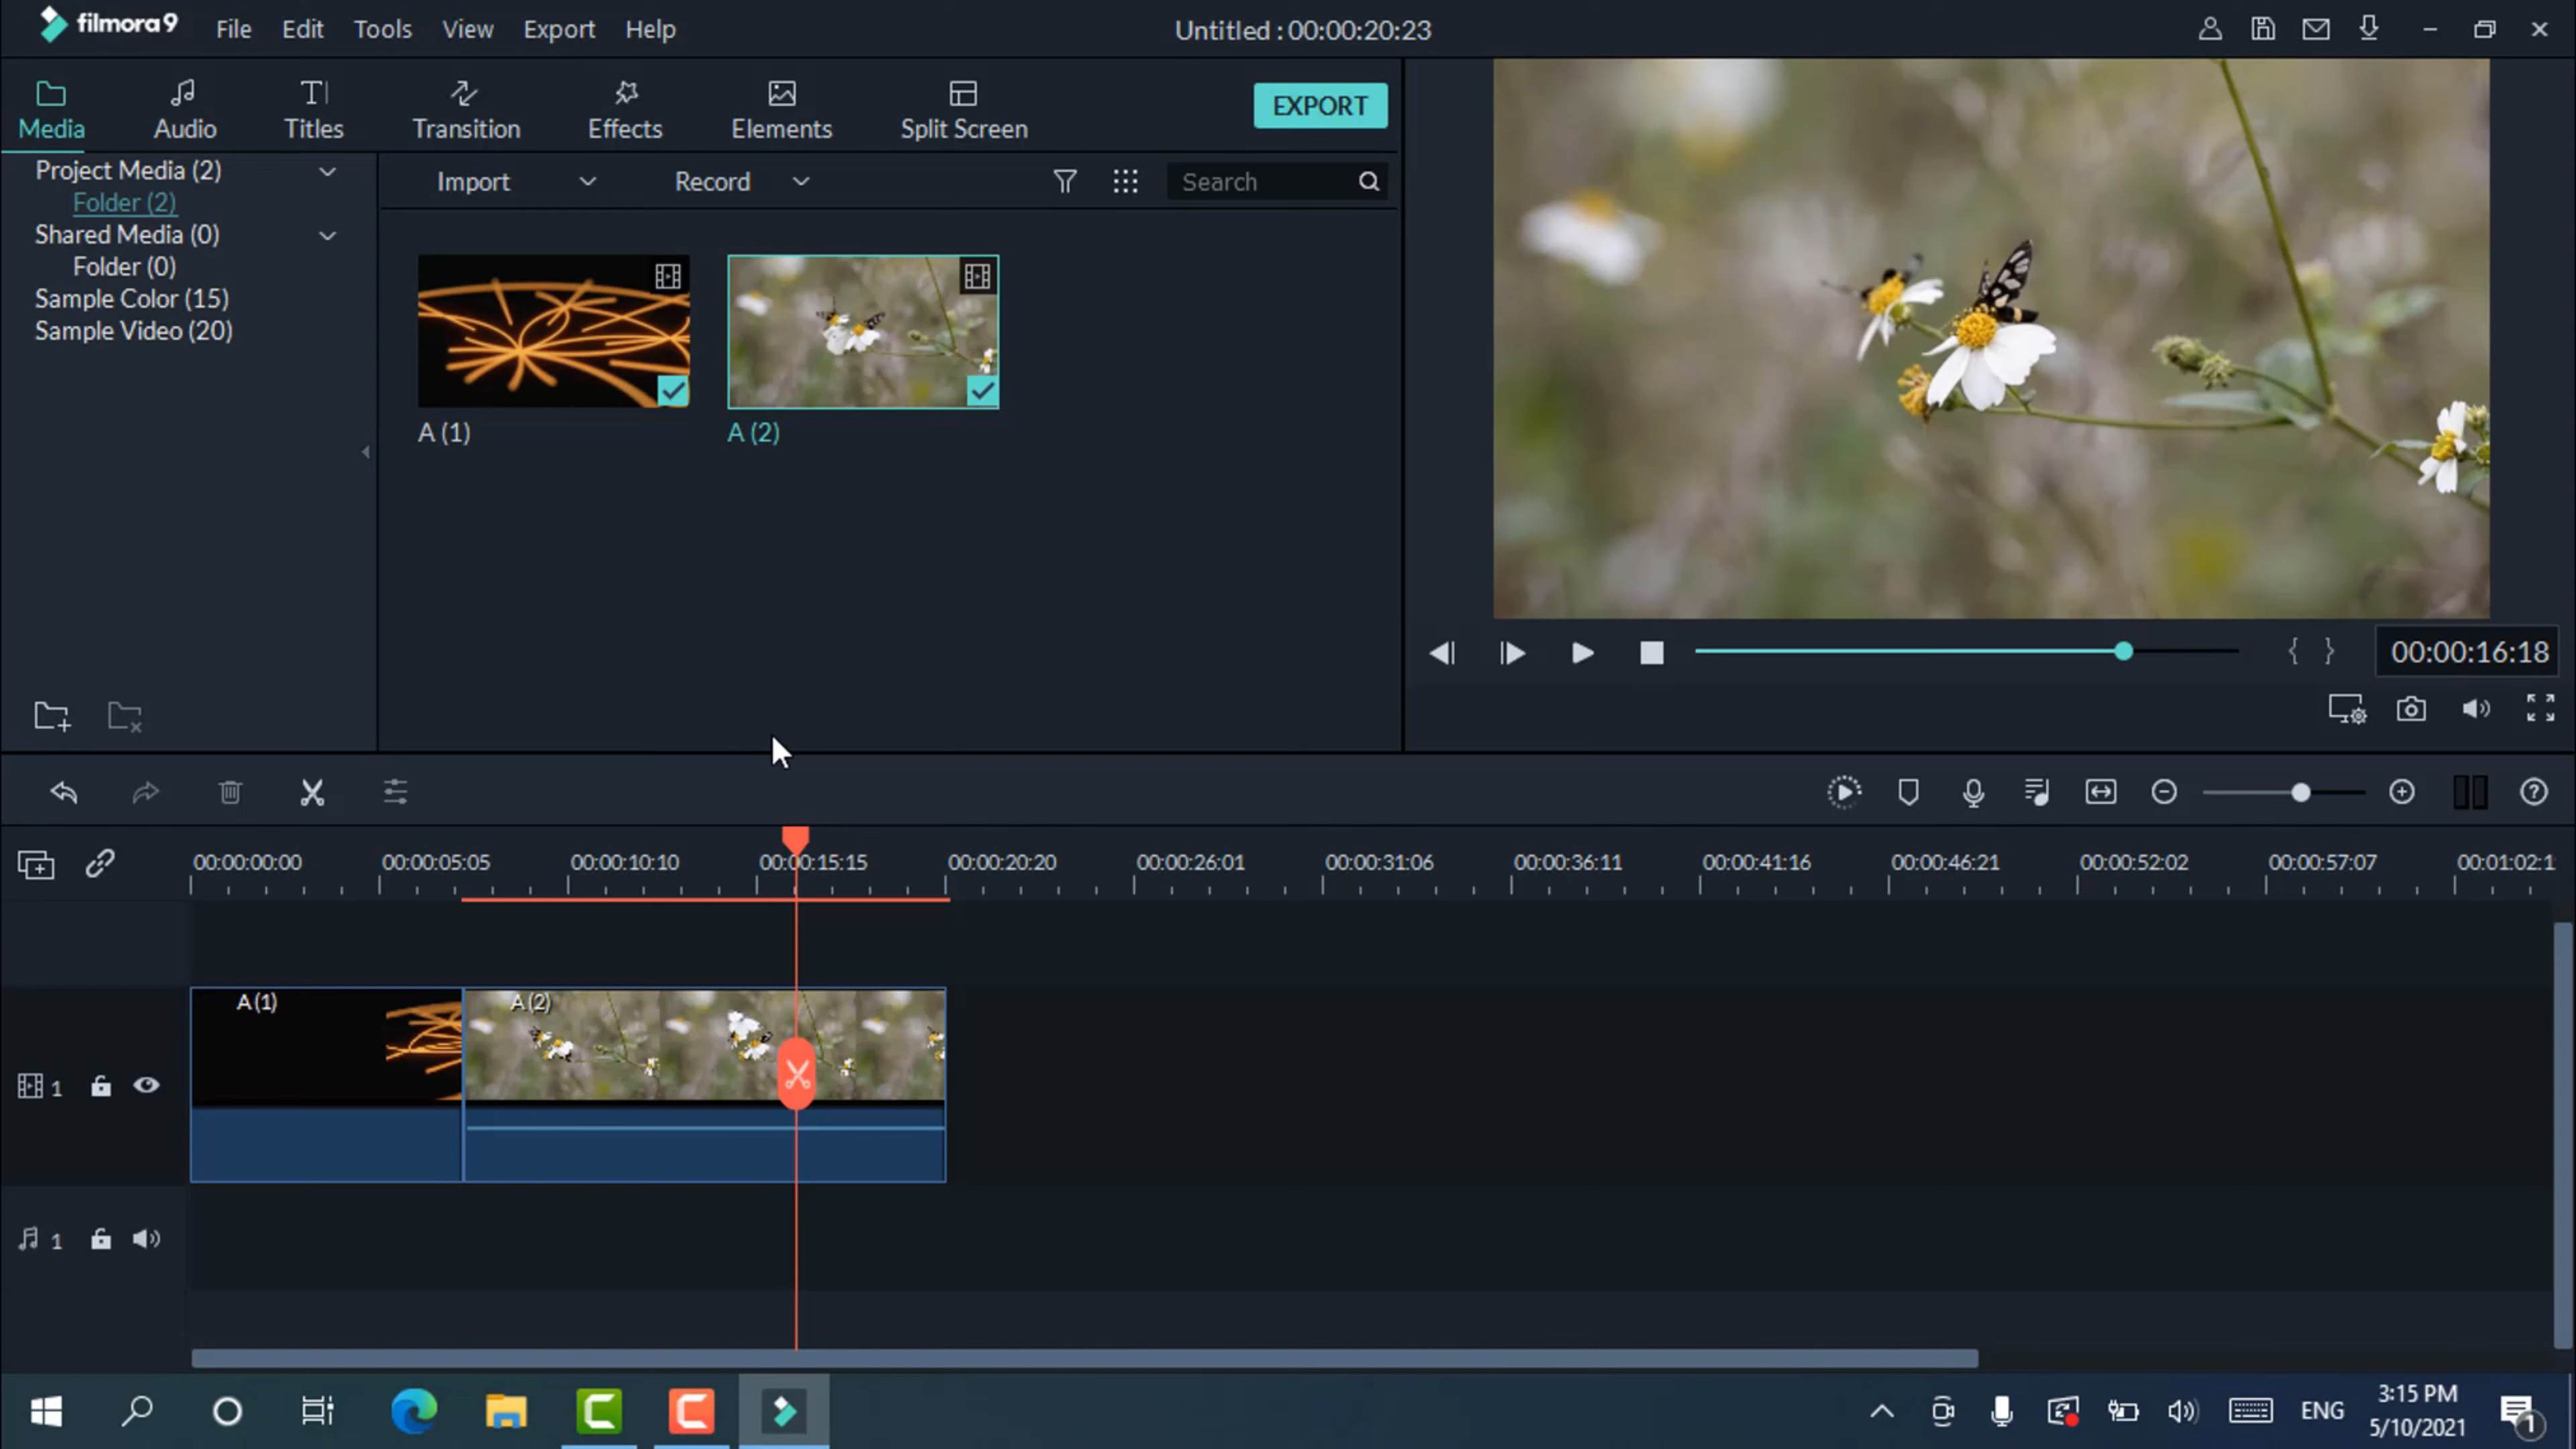 filmora9 File Edit Tools View Export Help Untitled : 00:00:20:23
Media Audio Titles Transition Effects Elements Split Screen EXPORT
Project Media (2)
Folder (2)
Shared Media (0)
Folder (0)
Sample Color (15)
Sample Video (20)
Import Record Search
A (1) A (2)
{ } 00:00:16:18
00:00:00:00 00:00:05:05 00:00:10:10 00:00:15:15 00:00:20:20 00:00:26:01 00:00:31:06 00:00:36:11 00:00:41:16 00:00:46:21 00:00:52:02 00:00:57:07 00:01:02:1
A (1) A (2)
1
1
ENG 3:15 PM
5/10/2021
1